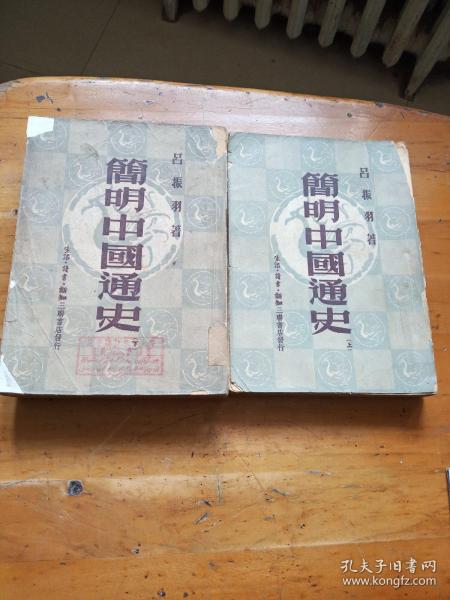 簡明中國通史
呂振羽著
(下)
生活·讀書·新知三聯書店發行
簡明中國通史
呂振羽著
(上)
生活·讀書·新知三聯書店發行
孔夫子旧书网
www.kongfz.com